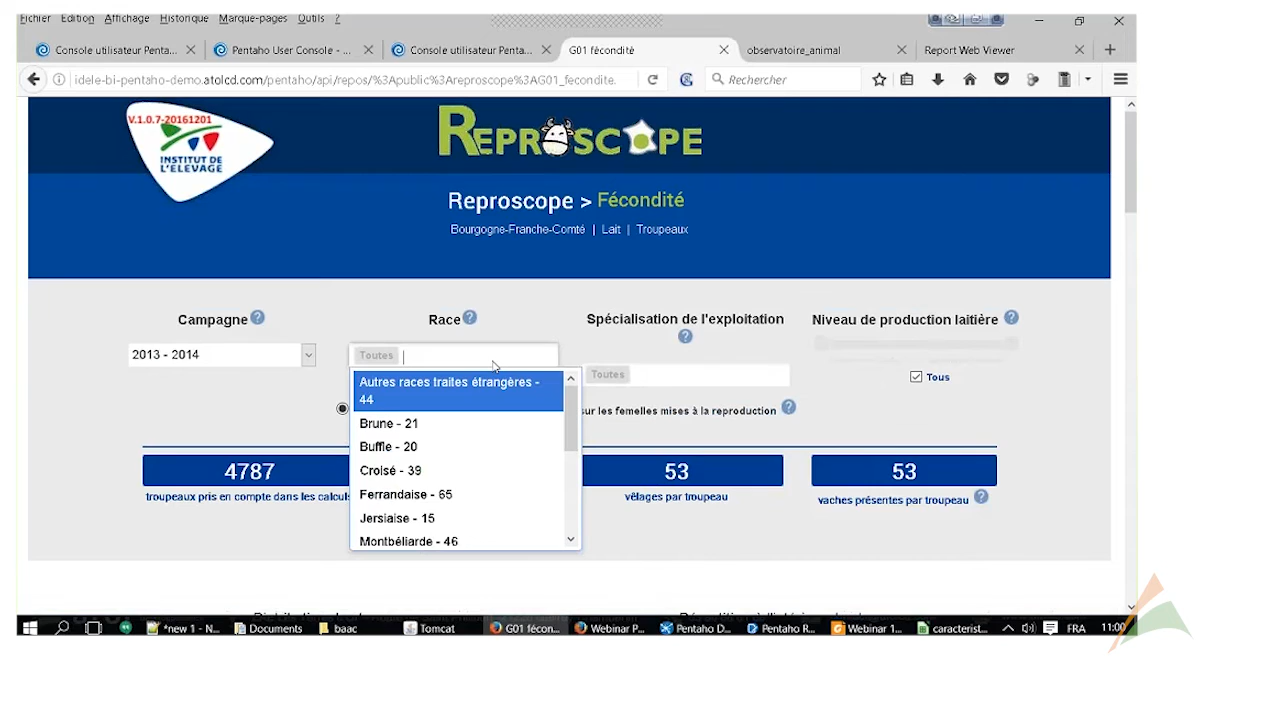 Fichier Edition Affichage Historique Marque-pages Outils ?
Console utilisateur Penta... Pentaho User Console - ... Console utilisateur Penta... G01 fécondité observatoire_animal Report Web Viewer
idele-bi-pentaho-demo.atolcd.com/pentaho/api/repos/%3Apublic%3Areproscope%3AG01_fecondite. Rechercher
V.1.0.7-20161201
INSTITUT DE
L'ELEVAGE
REPROSCOPE
Reproscope > Fécondité
Bourgogne-Franche-Comté | Lait | Troupeaux
Campagne ? Race ? Spécialisation de l'exploitation ? Niveau de production laitière ?
2013 - 2014 Toutes Toutes Tous
Autres races traites étrangères -
44
Brune - 21
Buffle - 20
Croisé - 39
Ferrandaise - 65
Jersiaise - 15
Montbéliarde - 46
sur les femelles mises à la reproduction ?
4787 53 53
troupeaux pris en compte dans les calculs vêlages par troupeau vaches présentes par troupeau ?
*new 1 - N... Documents baac Tomcat G01 fécon... Webinar P... Pentaho D... Pentaho R... Webinar 1... caracterist... FRA 11:00